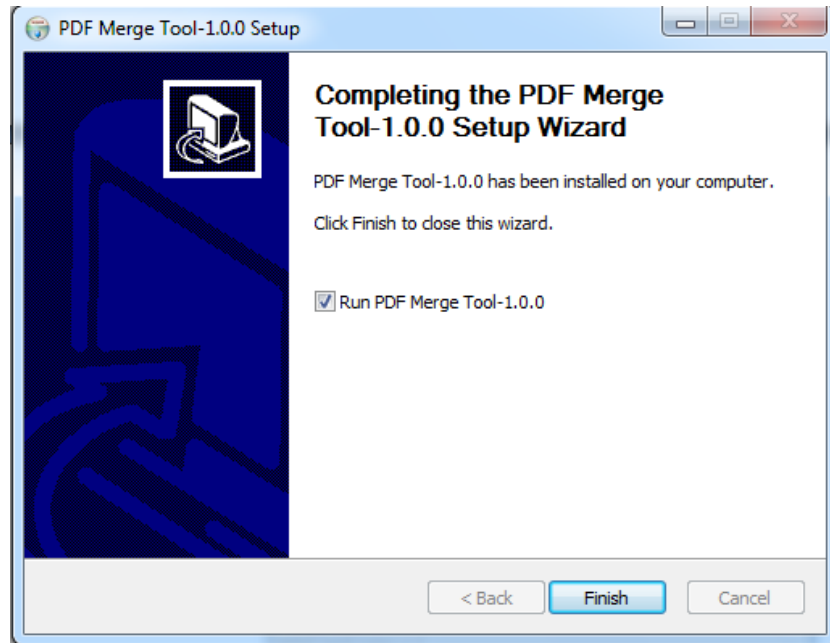 PDF Merge Tool-1.0.0 Setup
Completing the PDF Merge
Tool-1.0.0 Setup Wizard
PDF Merge Tool-1.0.0 has been installed on your computer.
Click Finish to close this wizard.
Run PDF Merge Tool-1.0.0
< Back
Finish
Cancel